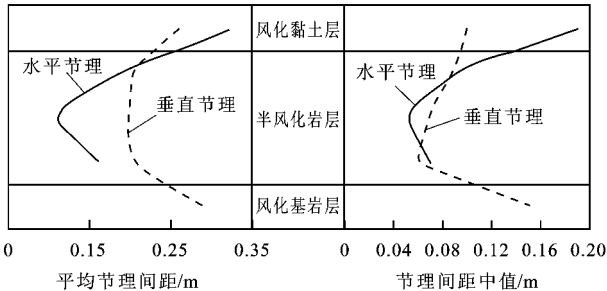 风化黏土层
水平节理
水平节理
垂直节理
半风化岩层
垂直节理
风化基岩层
0 0.15 0.25 0.35 0 0.04 0.08 0.12 0.16 0.20
平均节理间距/m 节理间距中值/m